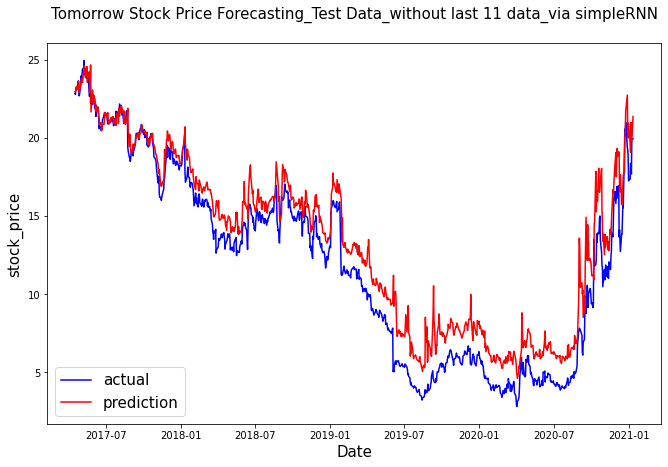 Tomorrow Stock Price Forecasting_Test Data_without last 11 data_via simpleRNN
25
20
15
10
5
stock_price
actual
prediction
2017-07 2018-01 2018-07 2019-01 2019-07 2020-01 2020-07 2021-01
Date